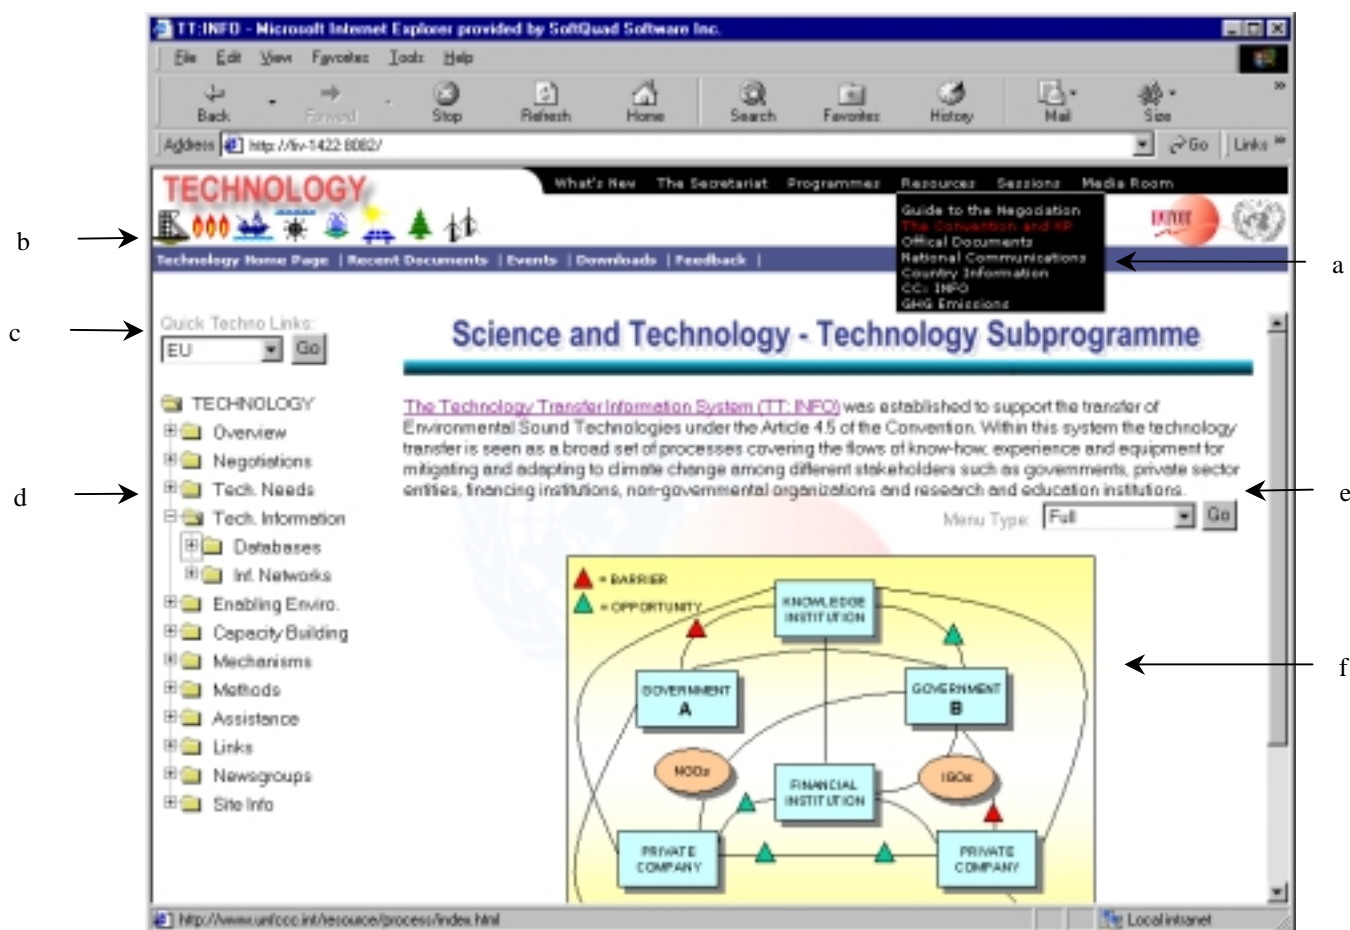 TT:INFO - Microsoft Internet Explorer provided by SoftQuad Software Inc.
File Edit View Favorites Tools Help
Back Forward Stop Refresh Home Search Favorites History Mail Size »
Address http://liv-1422:8082/ Go Links »
TECHNOLOGY
What's New The Secretariat Programmes Resources Sessions Media Room
Guide to the Negociation
The Convention and KP
Offical Documents
National Communications
Country Information
CC: INFO
GHG Emissions
b
a
Technology Home Page | Recent Documents | Events | Downloads | Feedback |
c
Quick Techno Links:
EU Go
Science and Technology - Technology Subprogramme
TECHNOLOGY
Overview
Negotiations
d
Tech. Needs
Tech. Information
Databases
Inf. Networks
Enabling Enviro.
Capacity Building
Mechanisms
Methods
Assistance
Links
Newsgroups
Site Info
The Technology Transfer Information System (TT: INFO) was established to support the transfer of
Environmental Sound Technologies under the Article 4.5 of the Convention. Within this system the technology
transfer is seen as a broad set of processes covering the flows of know-how, experience and equipment for
mitigating and adapting to climate change among different stakeholders such as governments, private sector
entities, financing institutions, non-governmental organizations and research and education institutions.
e
Menu Type: Full Go
= BARRIER
= OPPORTUNITY
KNOWLEDGE
INSTITUTION
f
GOVERNMENT
A
GOVERNMENT
B
NGOs
FINANCIAL
INSTITUTION
IGOs
PRIVATE
COMPANY
PRIVATE
COMPANY
http://www.unfccc.int/resource/process/index.html
Local intranet